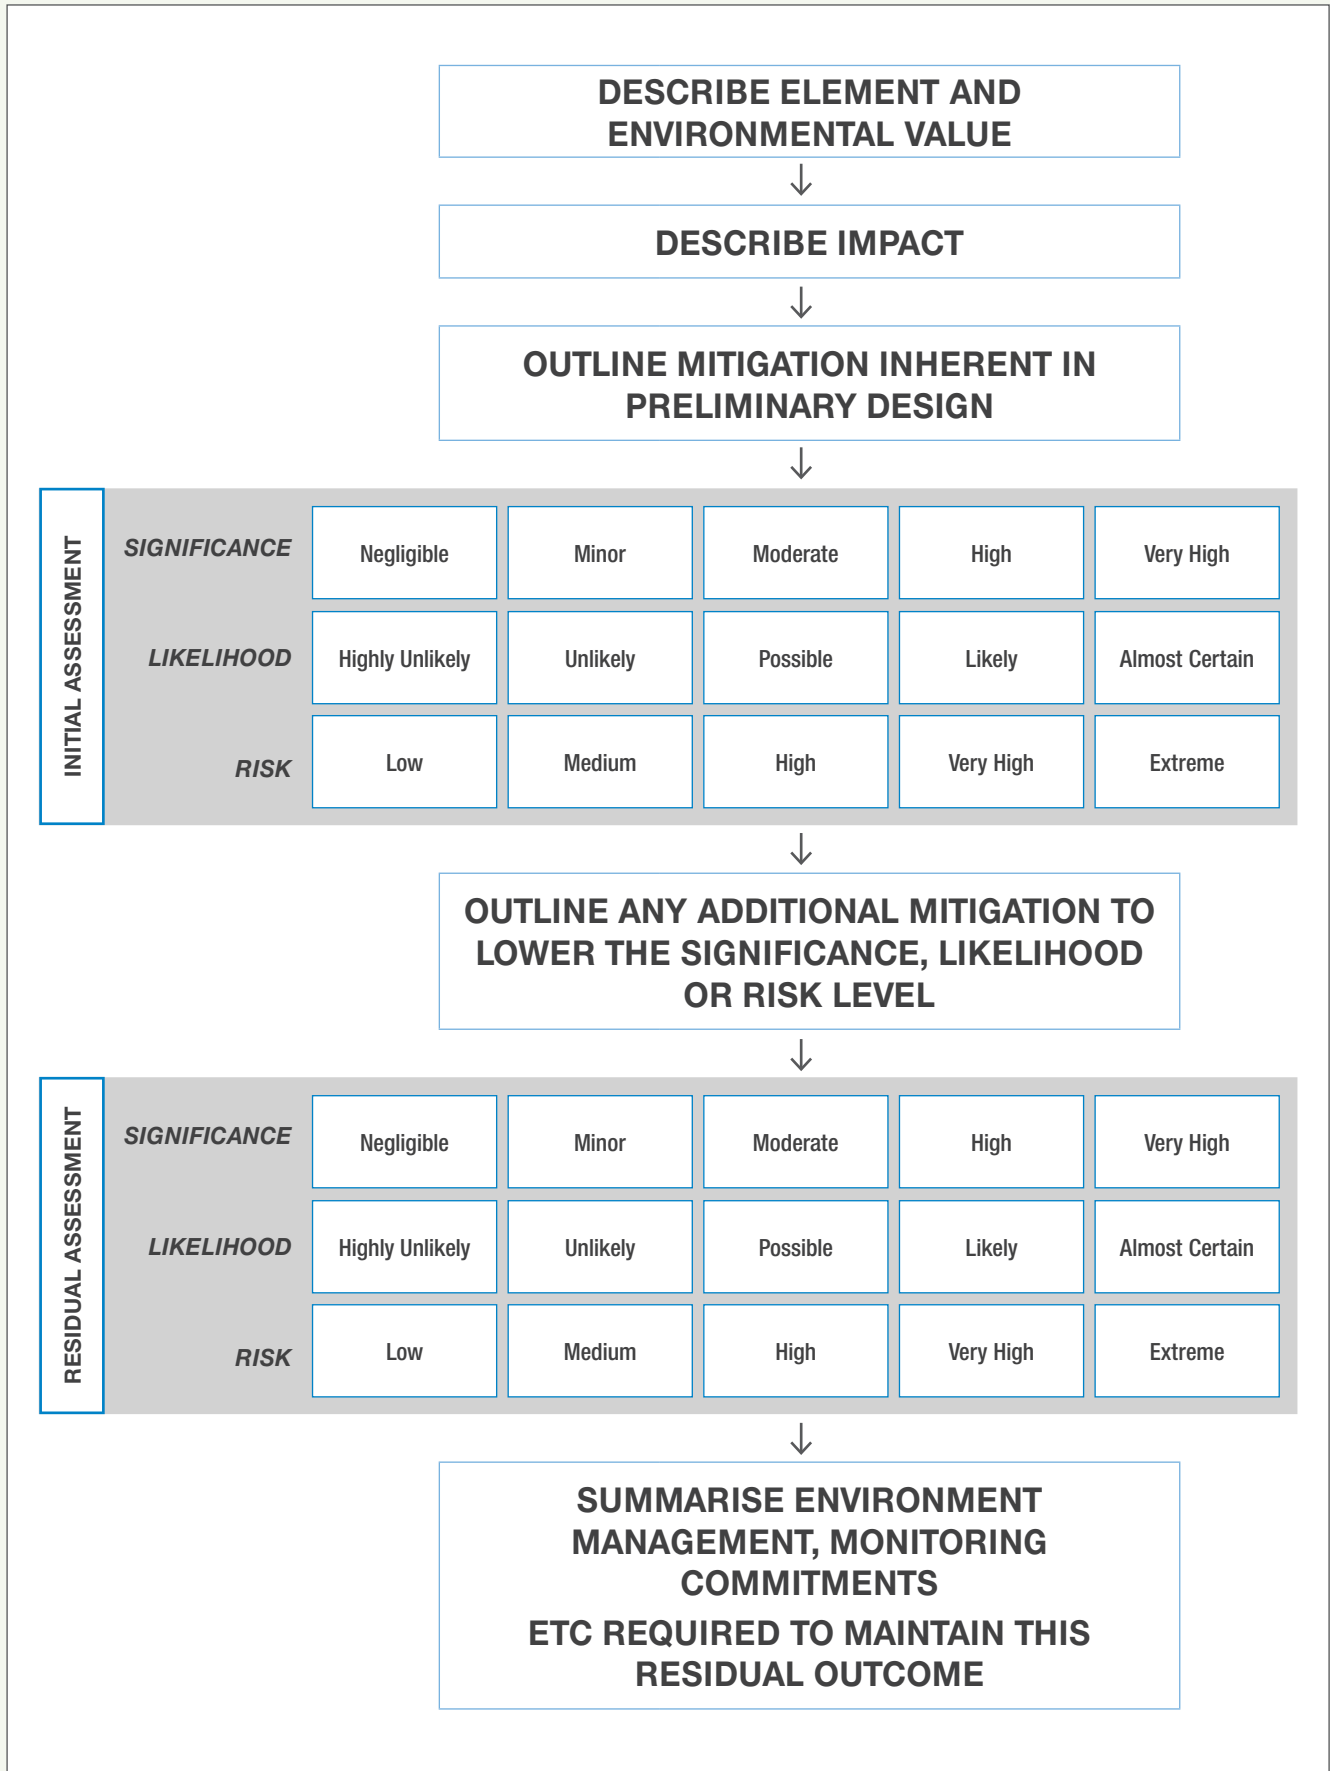 DESCRIBE ELEMENT AND
ENVIRONMENTAL VALUE
DESCRIBE IMPACT
OUTLINE MITIGATION INHERENT IN
PRELIMINARY DESIGN
INITIAL ASSESSMENT
SIGNIFICANCE Negligible Minor Moderate High Very High
LIKELIHOOD Highly Unlikely Unlikely Possible Likely Almost Certain
RISK Low Medium High Very High Extreme
OUTLINE ANY ADDITIONAL MITIGATION TO
LOWER THE SIGNIFICANCE, LIKELIHOOD
OR RISK LEVEL
RESIDUAL ASSESSMENT
SIGNIFICANCE Negligible Minor Moderate High Very High
LIKELIHOOD Highly Unlikely Unlikely Possible Likely Almost Certain
RISK Low Medium High Very High Extreme
SUMMARISE ENVIRONMENT
MANAGEMENT, MONITORING
COMMITMENTS
ETC REQUIRED TO MAINTAIN THIS
RESIDUAL OUTCOME